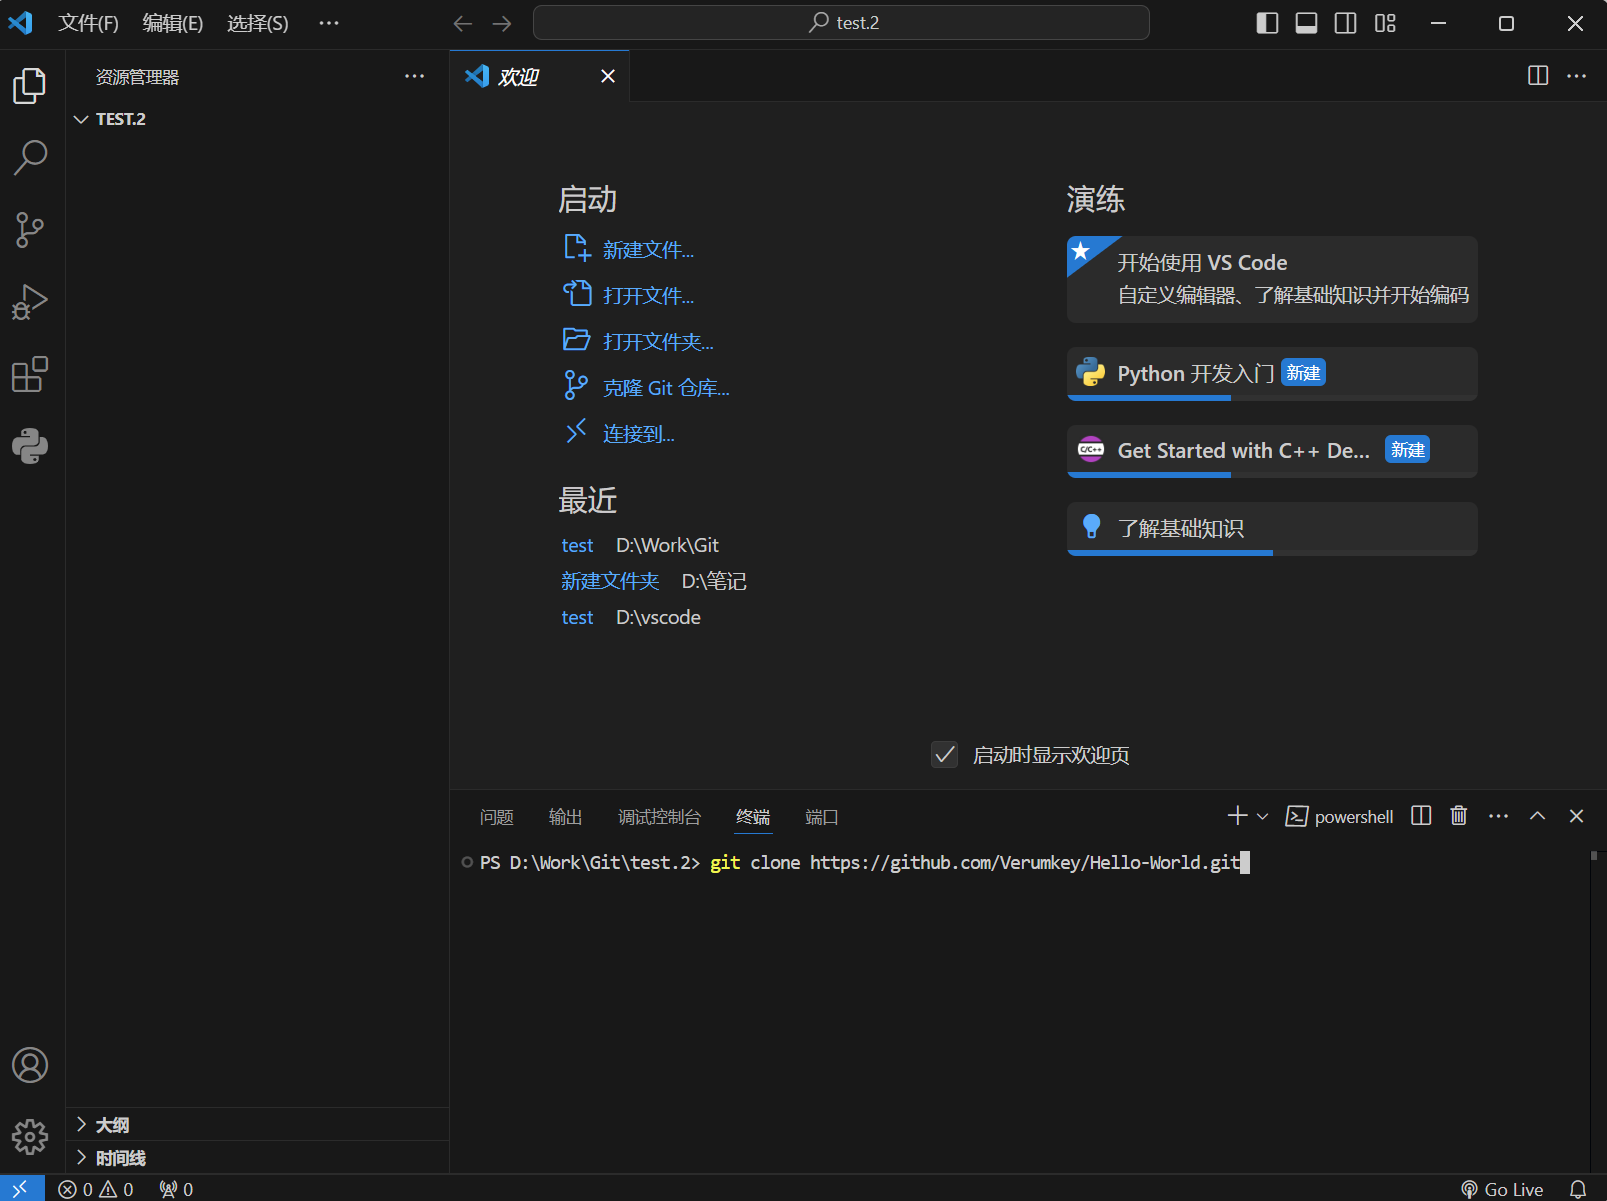 文件(F) 编辑(E) 选择(S) ··· test.2
资源管理器 ···
欢迎
TEST.2
启动
新建文件...
打开文件...
打开文件夹...
克隆 Git 仓库...
连接到...
最近
test D:\Work\Git
新建文件夹 D:\笔记
test D:\vscode
演练
开始使用 VS Code
自定义编辑器、了解基础知识并开始编码
Python 开发入门 新建
C/C++ Get Started with C++ De... 新建
了解基础知识
启动时显示欢迎页
问题 输出 调试控制台 终端 端口 powershell
PS D:\Work\Git\test.2> git clone https://github.com/Verumkey/Hello-World.git
大纲
时间线
0 0 0 Go Live